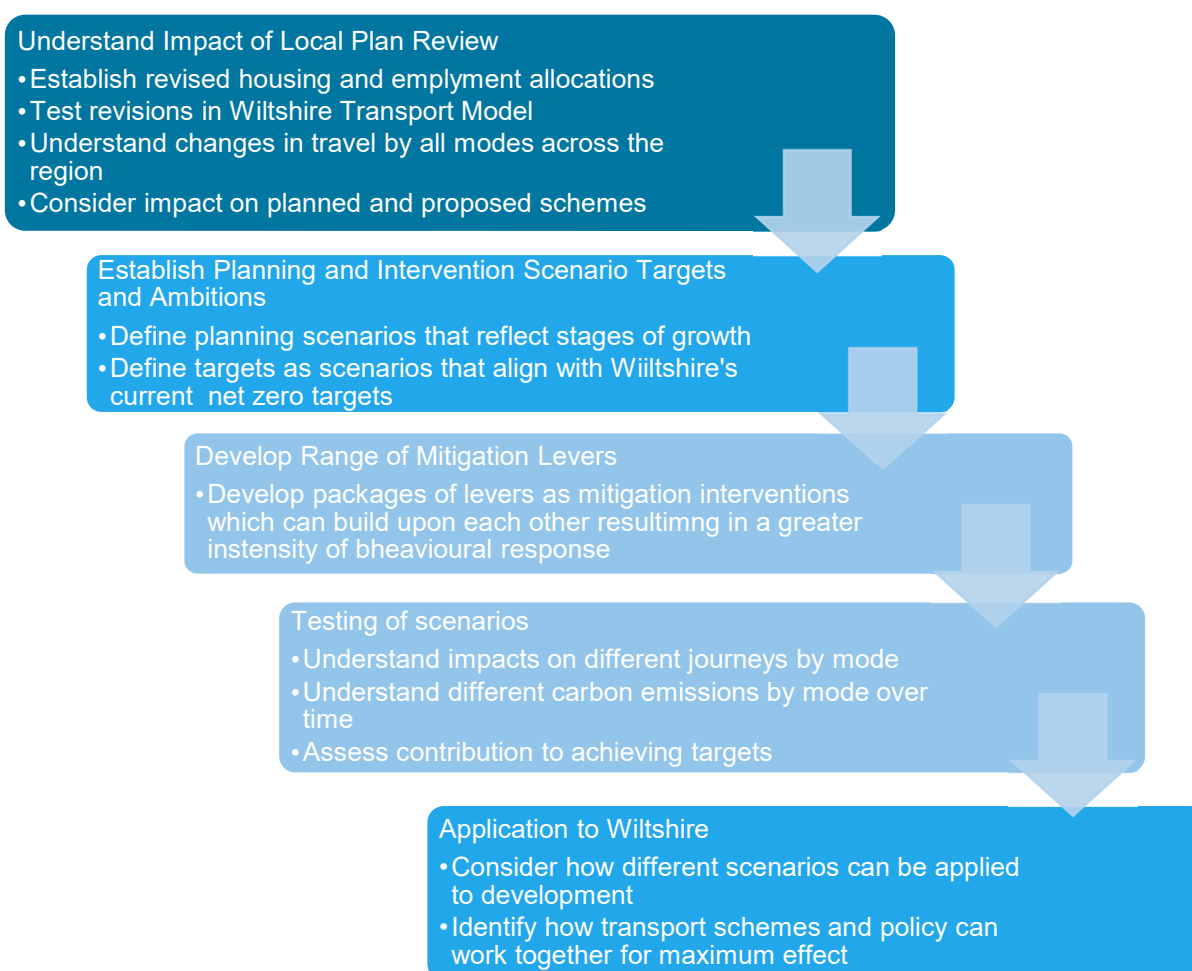 Understand Impact of Local Plan Review
•Establish revised housing and emplyment allocations
•Test revisions in Wiltshire Transport Model
•Understand changes in travel by all modes across the
region
•Consider impact on planned and proposed schemes
Establish Planning and Intervention Scenario Targets
and Ambitions
•Define planning scenarios that reflect stages of growth
•Define targets as scenarios that align with Wiiltshire's
current  net zero targets
Develop Range of Mitigation Levers
•Develop packages of levers as mitigation interventions
which can build upon each other resultimng in a greater
instensity of bheavioural response
Testing of scenarios
•Understand impacts on different journeys by mode
•Understand different carbon emissions by mode over
time
•Assess contribution to achieving targets
Application to Wiltshire
•Consider how different scenarios can be applied
to development
•Identify how transport schemes and policy can
work together for maximum effect